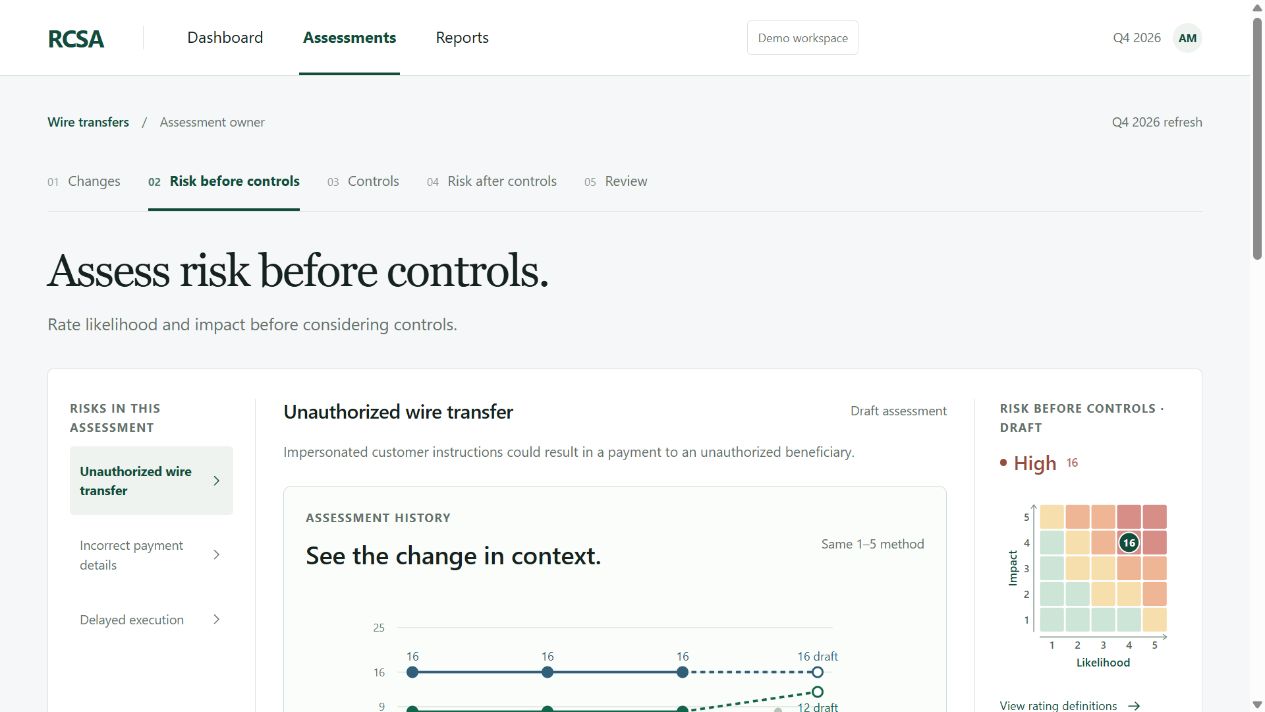 RCSA
Dashboard
Assessments
Reports
Demo workspace
Q4 2026
AM
Wire transfers / Assessment owner
Q4 2026 refresh
01 Changes
02 Risk before controls
03 Controls
04 Risk after controls
05 Review
Assess risk before controls.
Rate likelihood and impact before considering controls.
RISKS IN THIS
ASSESSMENT
Unauthorized wire
transfer
Incorrect payment
details
Delayed execution
Unauthorized wire transfer
Draft assessment
Impersonated customer instructions could result in a payment to an unauthorized beneficiary.
ASSESSMENT HISTORY
See the change in context.
Same 1–5 method
25
16
16
16
16 draft
16
9
12 draft
RISK BEFORE CONTROLS ·
DRAFT
High 16
5
4
16
3
2
1
Impact
1 2 3 4 5
Likelihood
View rating definitions →